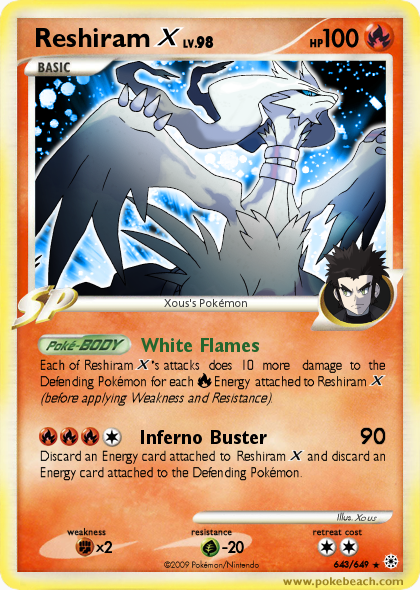 Reshiram X LV.98 HP100
BASIC
SP
Xous's Pokémon
Poké-BODY White Flames
Each of Reshiram X's attacks does 10 more damage to the
Defending Pokémon for each Energy attached to Reshiram X
(before applying Weakness and Resistance).
Inferno Buster 90
Discard an Energy card attached to Reshiram X and discard an
Energy card attached to the Defending Pokémon.
Illus. Xous
weakness resistance retreat cost
x2 -20
©2009 Pokémon/Nintendo 643/649 ★
www.pokebeach.com